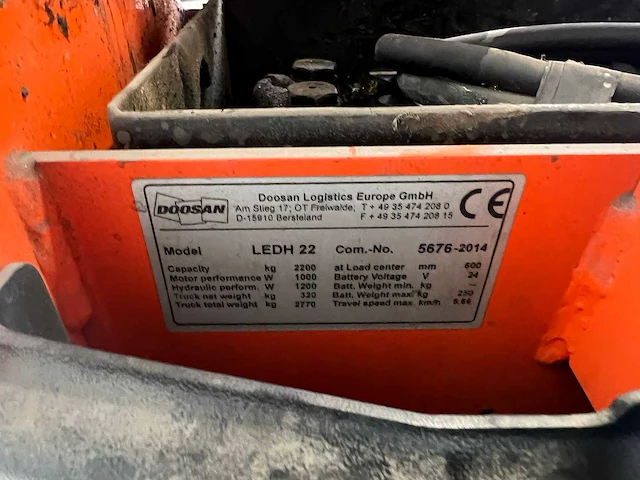 DOOSAN
Doosan Logistics Europe GmbH
Am Stieg 17; OT Freiwalde; T + 49 35 474 208 0
D-15910 Bersteland F + 49 35 474 208 15
CE
Model LEDH 22 Com.-No. 5676-2014
Capacity kg 2200 at Load center mm 600
Motor performance W 1000 Battery Voltage V 24
Hydraulic perform. W 1200 Batt. Weight min. kg –
Truck net weight kg 320 Batt. Weight max. kg 250
Truck total weight kg 2770 Travel speed max. km/h